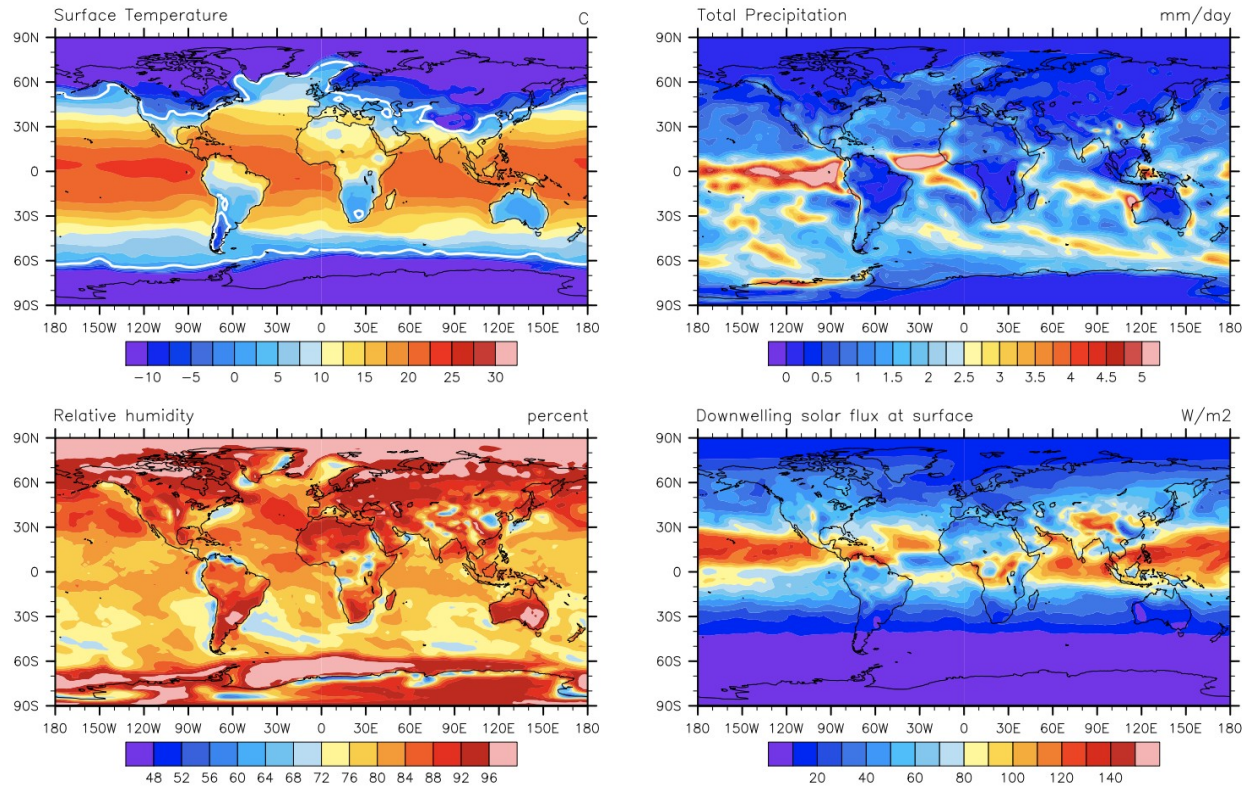 Surface Temperature C
90N
60N
30N
0
30S
60S
90S
180 150W 120W 90W 60W 30W 0 30E 60E 90E 120E 150E 180
−10 −5 0 5 10 15 20 25 30
Total Precipitation mm/day
90N
60N
30N
0
30S
60S
90S
180 150W 120W 90W 60W 30W 0 30E 60E 90E 120E 150E 180
0 0.5 1 1.5 2 2.5 3 3.5 4 4.5 5
Relative humidity percent
90N
60N
30N
0
30S
60S
90S
180 150W 120W 90W 60W 30W 0 30E 60E 90E 120E 150E 180
48 52 56 60 64 68 72 76 80 84 88 92 96
Downwelling solar flux at surface W/m2
90N
60N
30N
0
30S
60S
90S
180 150W 120W 90W 60W 30W 0 30E 60E 90E 120E 150E 180
20 40 60 80 100 120 140